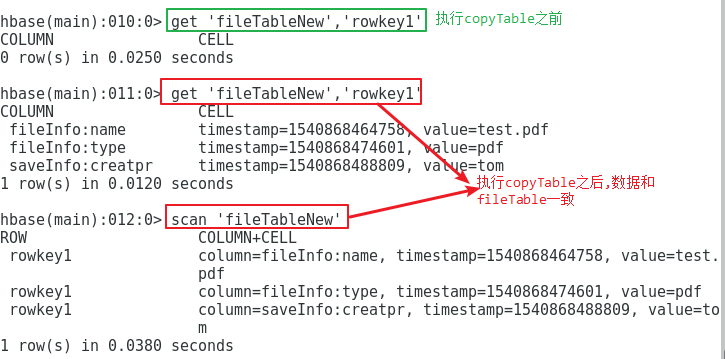 hbase(main):010:0> get 'fileTableNew','rowkey1' 执行copyTable之前
COLUMN CELL
0 row(s) in 0.0250 seconds
hbase(main):011:0> get 'fileTableNew','rowkey1'
COLUMN CELL
fileInfo:name timestamp=1540868464758, value=test.pdf
fileInfo:type timestamp=1540868474601, value=pdf
saveInfo:creatpr timestamp=1540868488809, value=tom
1 row(s) in 0.0120 seconds
执行copyTable之后,数据和
fileTable一致
hbase(main):012:0> scan 'fileTableNew'
ROW COLUMN+CELL
rowkey1 column=fileInfo:name, timestamp=1540868464758, value=test.
pdf
rowkey1 column=fileInfo:type, timestamp=1540868474601, value=pdf
rowkey1 column=saveInfo:creatpr, timestamp=1540868488809, value=to
m
1 row(s) in 0.0380 seconds